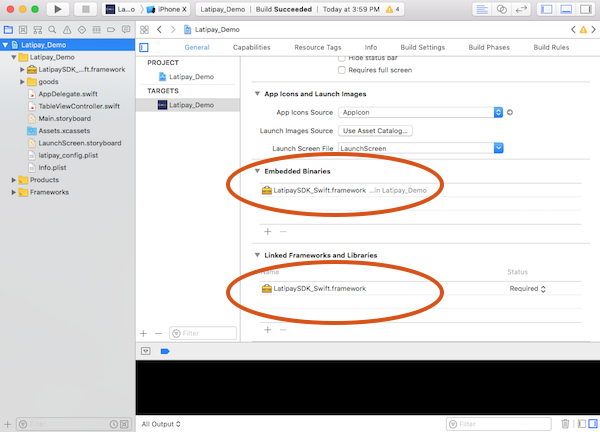 La...o
iPhone X
Latipay_Demo
Build Succeeded
Today at 3:59 PM
4
Latipay_Demo
Latipay_Demo
General
Capabilities
Resource Tags
Info
Build Settings
Build Phases
Build Rules
Latipay_Demo
LatipaySDK_...ft.framework
goods
AppDelegate.swift
TableViewController.swift
Main.storyboard
Assets.xcassets
LaunchScreen.storyboard
latipay_config.plist
Info.plist
Products
Frameworks
PROJECT
Latipay_Demo
TARGETS
Latipay_Demo
Hide status bar
Requires full screen
App Icons and Launch Images
App Icons Source
AppIcon
Launch Images Source
Use Asset Catalog...
Launch Screen File
LaunchScreen
Embedded Binaries
LatipaySDK_Swift.framework ...in Latipay_Demo
Linked Frameworks and Libraries
Name
Status
LatipaySDK_Swift.framework
Required
Filter
All Output
Filter
Filter